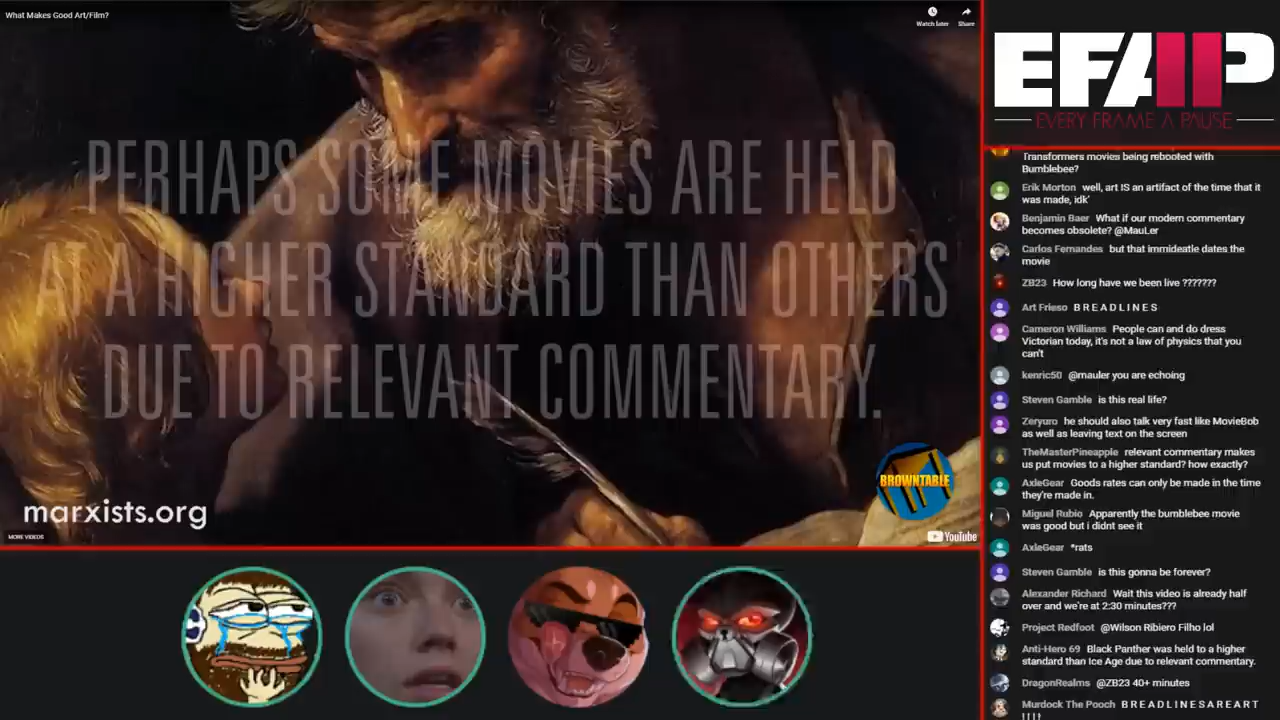 What Makes Good Art/Film?
Watch later
Share
PERHAPS SOME MOVIES ARE HELD
AT A HIGHER STANDARD THAN OTHERS
DUE TO RELEVANT COMMENTARY.
BROWNTABLE
marxists.org
MORE VIDEOS
YouTube
EFAP
EVERY FRAME A PAUSE
Transformers movies being rebooted with
Bumblebee?
Erik Morton well, art IS an artifact of the time that it
was made, idk'
Benjamin Baer What if our modern commentary
becomes obsolete? @MauLer
Carlos Fernandes but that immideatle dates the
movie
ZB23 How long have we been live ???????
Art Frieso B R E A D L I N E S
Cameron Williams People can and do dress
Victorian today, it's not a law of physics that you
can't
kenric50 @mauler you are echoing
Steven Gamble is this real life?
Zeryuro he should also talk very fast like MovieBob
as well as leaving text on the screen
TheMasterPineapple relevant commentary makes
us put movies to a higher standard? how exactly?
AxleGear Goods rates can only be made in the time
they're made in.
Miguel Rubio Apparently the bumblebee movie
was good but i didnt see it
AxleGear *rats
Steven Gamble is this gonna be forever?
Alexander Richard Wait this video is already half
over and we're at 2:30 minutes???
Project Redfoot @Wilson Ribiero Filho lol
Anti-Hero 69 Black Panther was held to a higher
standard than Ice Age due to relevant commentary.
DragonRealms @ZB23 40+ minutes
Murdock The Pooch B R E A D L I N E S A R E A R T
! ! ! !